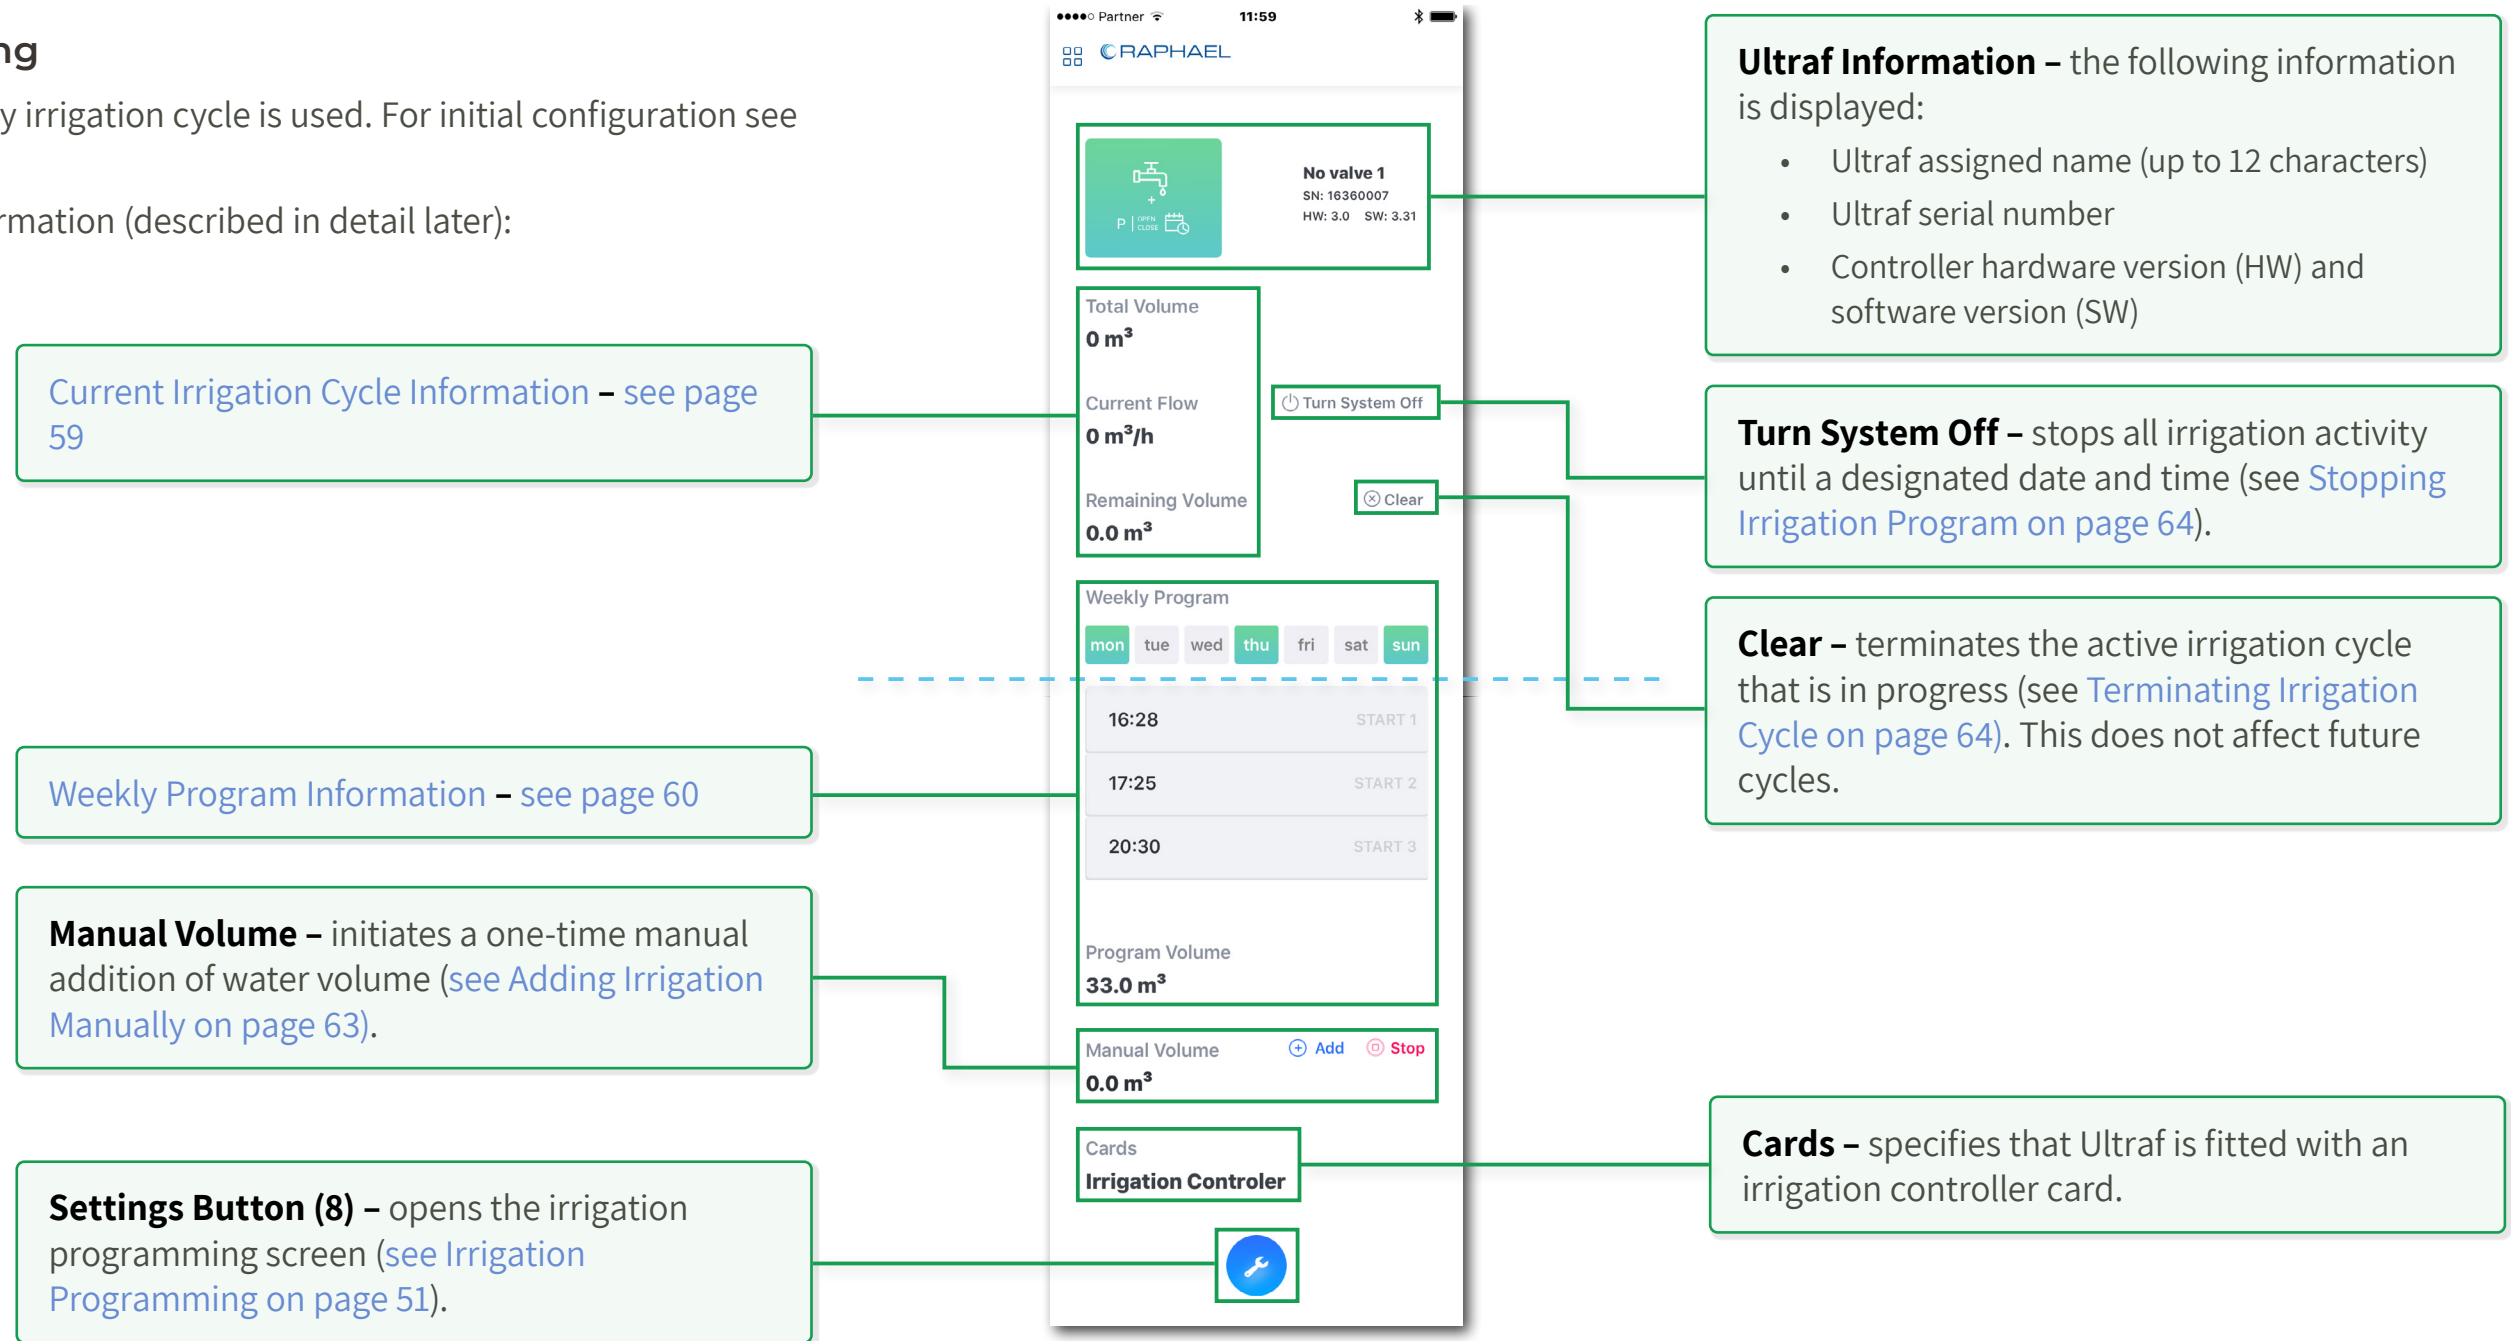 ng
y irrigation cycle is used. For initial configuration see
rmation (described in detail later):
Current Irrigation Cycle Information – see page
59
Weekly Program Information – see page 60
Manual Volume – initiates a one-time manual
addition of water volume (see Adding Irrigation
Manually on page 63).
Settings Button (8) – opens the irrigation
programming screen (see Irrigation
Programming on page 51).
Partner 11:59
RAPHAEL
No valve 1
SN: 16360007
HW: 3.0 SW: 3.31
+
P | OPEN
CLOSE
Total Volume
0 m³
Current Flow
0 m³/h
Turn System Off
Remaining Volume
0.0 m³
Clear
Weekly Program
mon tue wed thu fri sat sun
16:28 START 1
17:25 START 2
20:30 START 3
Program Volume
33.0 m³
Manual Volume Add Stop
0.0 m³
Cards
Irrigation Controler
Ultraf Information – the following information
is displayed:
• Ultraf assigned name (up to 12 characters)
• Ultraf serial number
• Controller hardware version (HW) and
software version (SW)
Turn System Off – stops all irrigation activity
until a designated date and time (see Stopping
Irrigation Program on page 64).
Clear – terminates the active irrigation cycle
that is in progress (see Terminating Irrigation
Cycle on page 64). This does not affect future
cycles.
Cards – specifies that Ultraf is fitted with an
irrigation controller card.